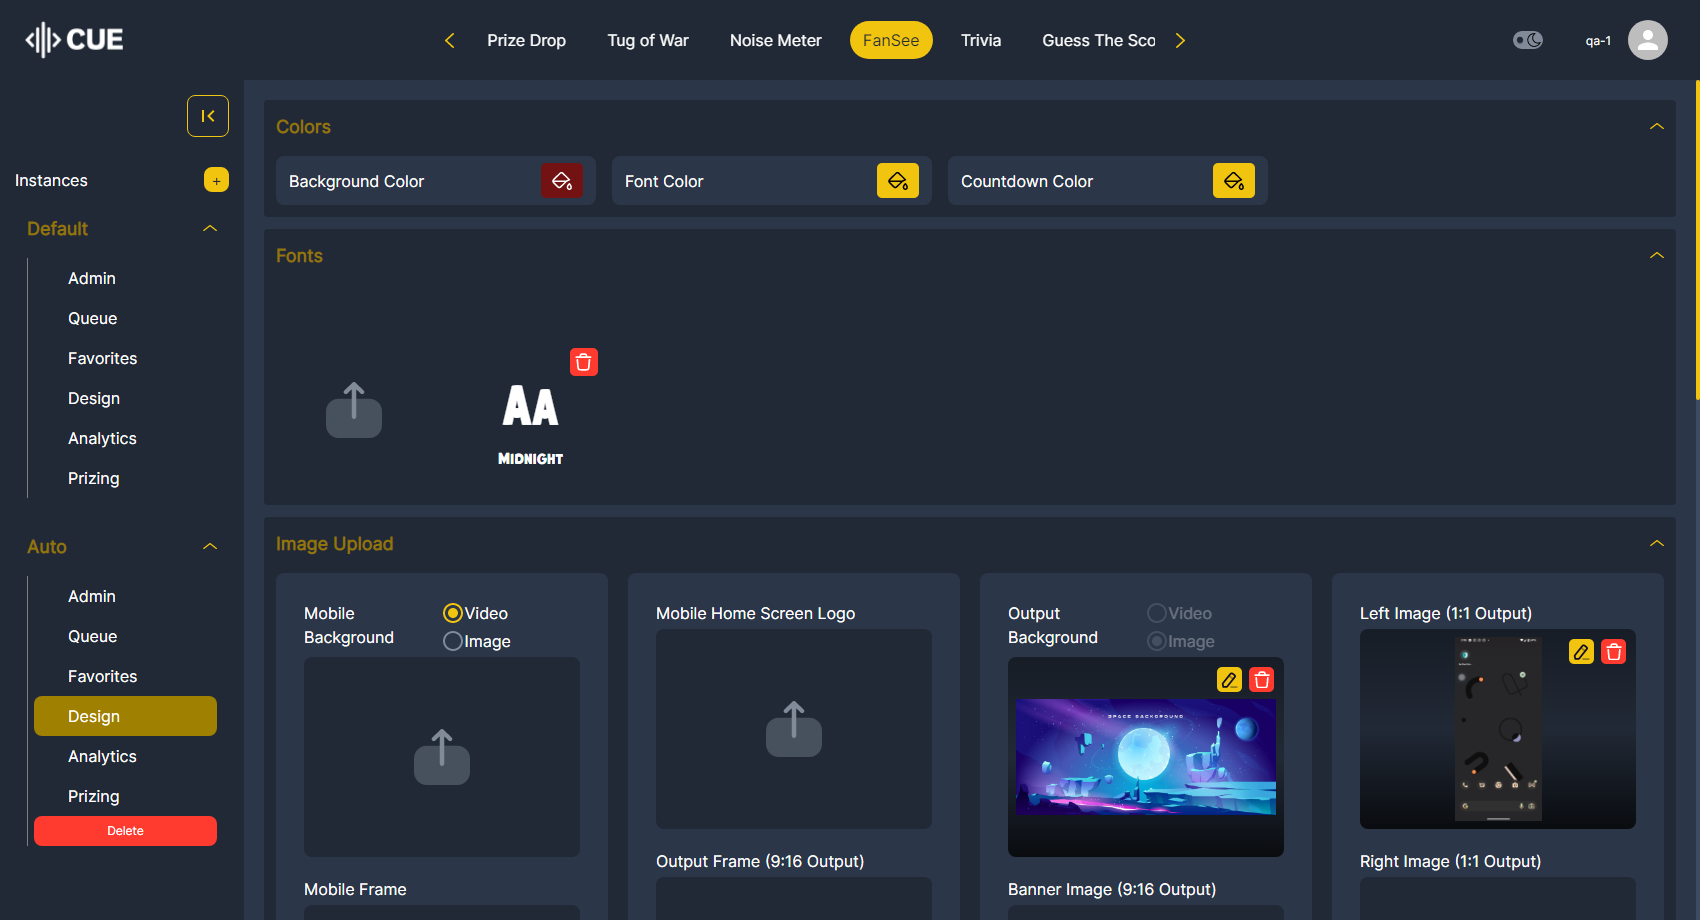 CUE
Prize Drop
Tug of War
Noise Meter
FanSee
Trivia
Guess The Sco
qa-1
Instances
+
Default
Admin
Queue
Favorites
Design
Analytics
Prizing
Auto
Admin
Queue
Favorites
Design
Analytics
Prizing
Delete
Colors
Background Color
Font Color
Countdown Color
Fonts
AA
MIDNIGHT
Image Upload
Mobile
Background
Video
Image
Mobile Frame
Mobile Home Screen Logo
Output Frame (9:16 Output)
Output
Background
Video
Image
SPACE BACKGROUND
Banner Image (9:16 Output)
Left Image (1:1 Output)
Right Image (1:1 Output)